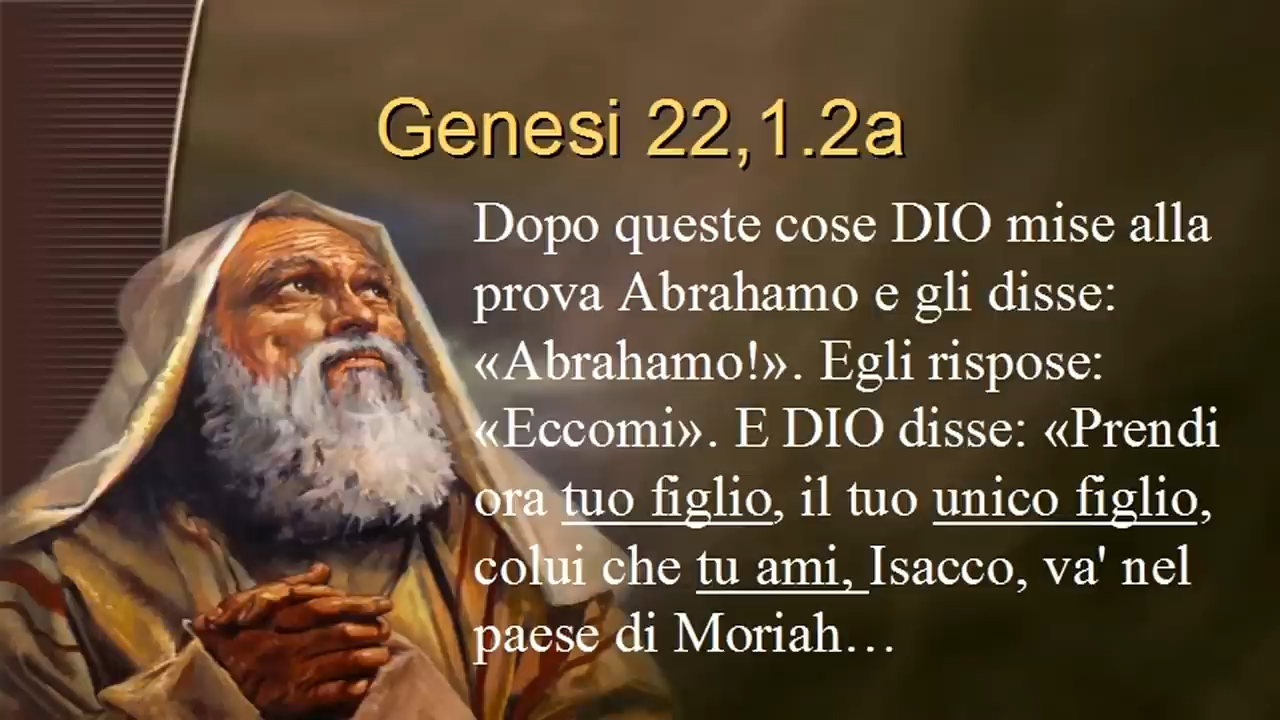 Genesi 22,1.2a
Dopo queste cose DIO mise alla
prova Abrahamo e gli disse:
«Abrahamo!». Egli rispose:
«Eccomi». E DIO disse: «Prendi
ora tuo figlio, il tuo unico figlio,
colui che tu ami, Isacco, va' nel
paese di Moriah…